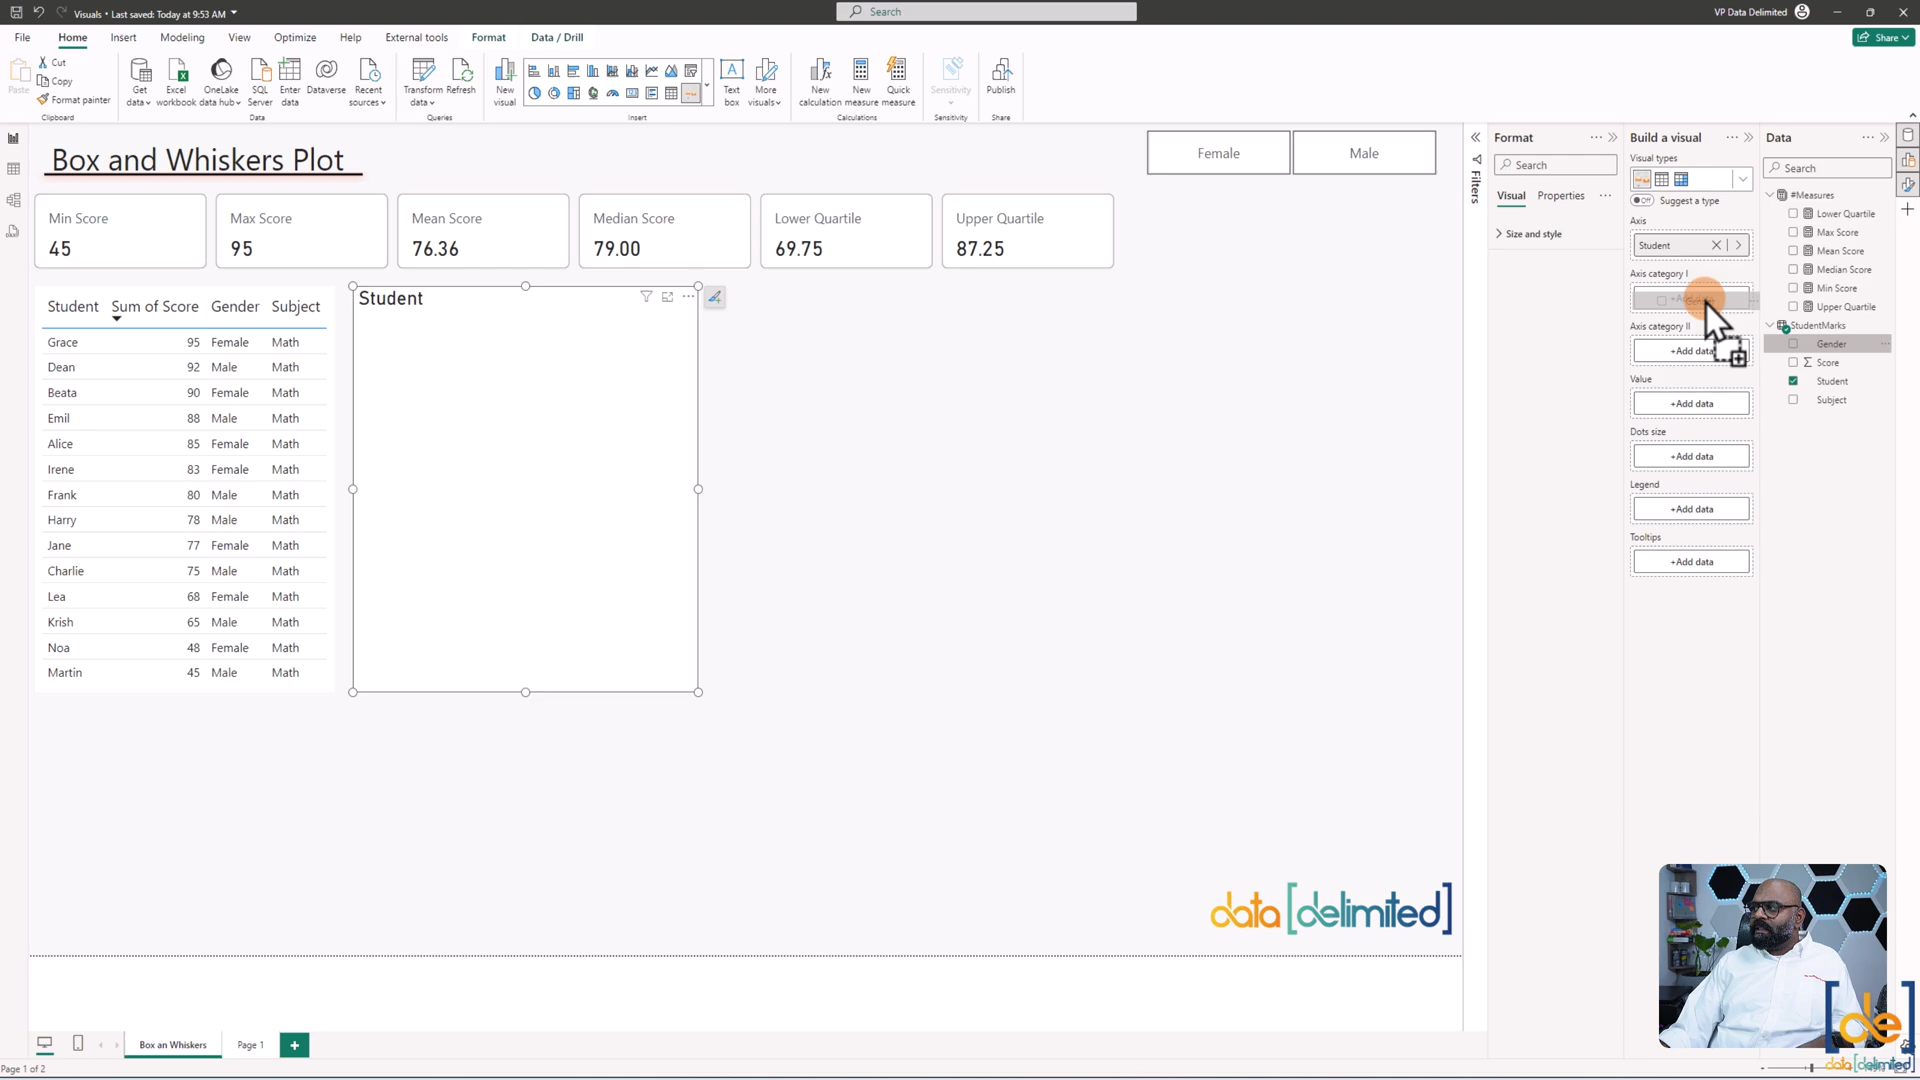 Visuals • Last saved: Today at 9:53 AM
Search
VP Data Delimited
File Home Insert Modeling View Optimize Help External tools Format Data / Drill
Share
Paste
Cut
Copy
Format painter
Clipboard
Get data
Excel workbook
OneLake data hub
SQL Server
Enter data
Dataverse
Recent sources
Data
Transform data
Refresh
Queries
New visual
Text box
More visuals
Insert
New calculation
New measure
Quick measure
Calculations
Sensitivity
Sensitivity
Publish
Share
Box and Whiskers Plot
Female Male
Min Score
45
Max Score
95
Mean Score
76.36
Median Score
79.00
Lower Quartile
69.75
Upper Quartile
87.25
Student Sum of Score Gender Subject
Grace 95 Female Math
Dean 92 Male Math
Beata 90 Female Math
Emil 88 Male Math
Alice 85 Female Math
Irene 83 Female Math
Frank 80 Male Math
Harry 78 Male Math
Jane 77 Female Math
Charlie 75 Male Math
Lea 68 Female Math
Krish 65 Male Math
Noa 48 Female Math
Martin 45 Male Math
Student
Filters
Format
Search
Visual Properties
Size and style
Build a visual
Visual types
Off Suggest a type
Axis
Student
Axis category I
Axis category II
+Add data
Value
+Add data
Dots size
+Add data
Legend
+Add data
Tooltips
+Add data
Data
Search
#Measures
Lower Quartile
Max Score
Mean Score
Median Score
Min Score
Upper Quartile
StudentMarks
Gender
Score
Student
Subject
data [delimited]
[de]
data [delimited]
Box an Whiskers Page 1
Page 1 of 2